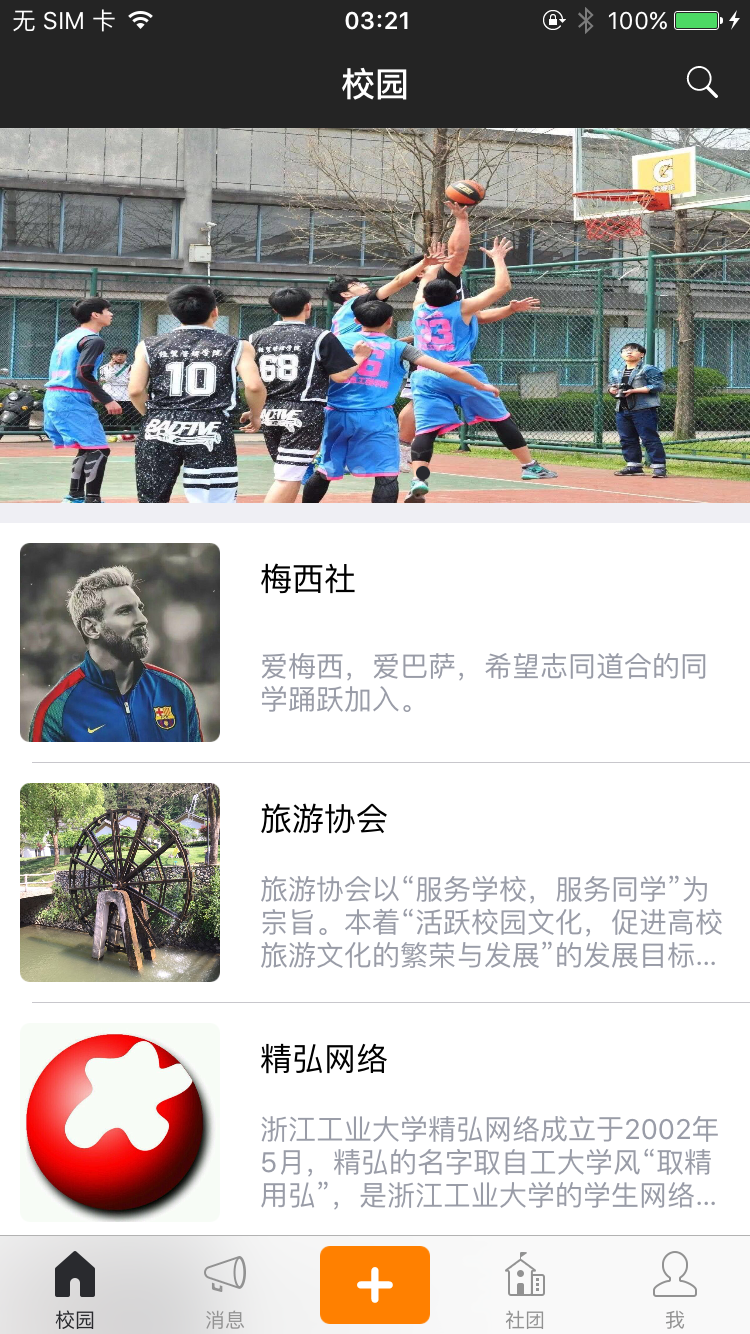 无 SIM 卡
03:21
100%
校园
G
10
68
33
6
BADFIVE
BADFIVE
梅西社
爱梅西，爱巴萨，希望志同道合的同
学踊跃加入。
旅游协会
旅游协会以“服务学校，服务同学”为
宗旨。本着“活跃校园文化，促进高校
旅游文化的繁荣与发展”的发展目标...
精弘网络
浙江工业大学精弘网络成立于2002年
5月，精弘的名字取自工大学风“取精
用弘”，是浙江工业大学的学生网络...
校园
消息
社团
我